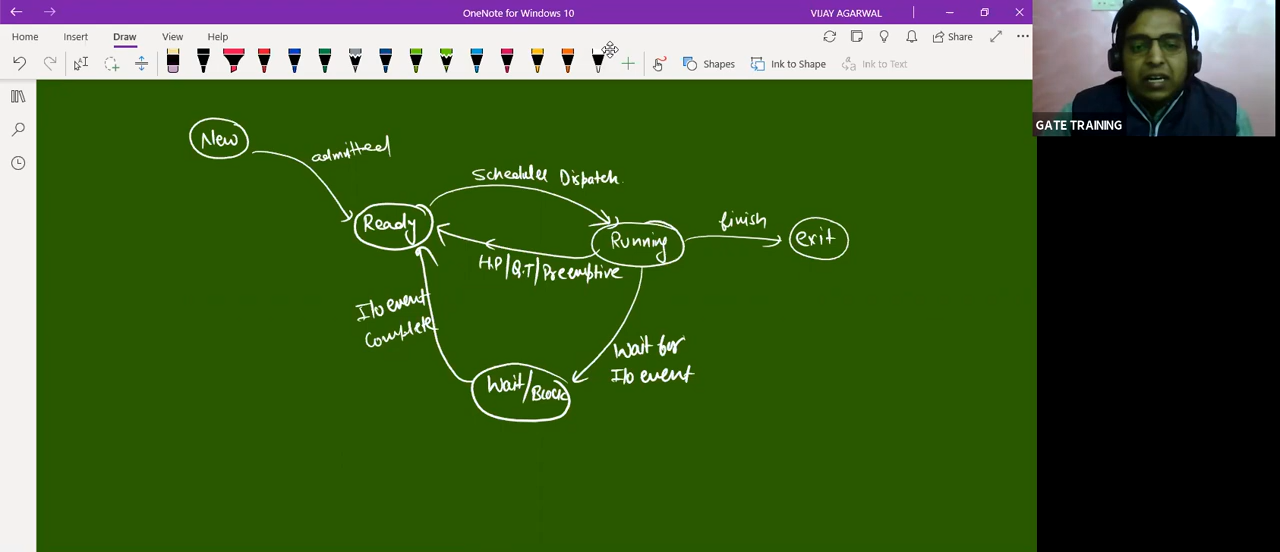 OneNote for Windows 10
VIJAY AGARWAL
Home Insert Draw View Help
Share
Shapes
Ink to Shape
Ink to Text
GATE TRAINING
New
admitted
Schedule Dispatch
Ready
Running
finish
exit
H.P/Q.T/Preemptive
I/o event
Complete
Wait for
I/o event
Wait/Block